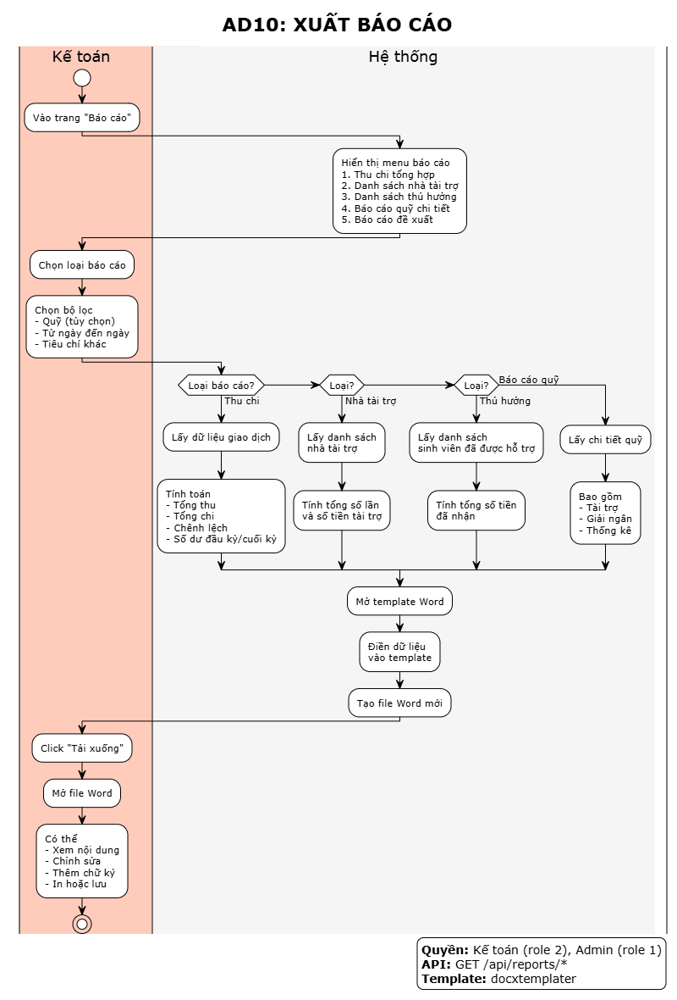 AD10: XUẤT BÁO CÁO
Kế toán
Hệ thống
Vào trang "Báo cáo"
Hiển thị menu báo cáo
1. Thu chi tổng hợp
2. Danh sách nhà tài trợ
3. Danh sách thủ hưởng
4. Báo cáo quỹ chi tiết
5. Báo cáo đề xuất
Chọn loại báo cáo
Chọn bộ lọc
- Quỹ (tùy chọn)
- Từ ngày đến ngày
- Tiêu chí khác
Loại báo cáo?
Thu chi
Loại?
Nhà tài trợ
Loại?
Thủ hưởng
Báo cáo quỹ
Lấy dữ liệu giao dịch
Tính toán
- Tổng thu
- Tổng chi
- Chênh lệch
- Số dư đầu kỳ/cuối kỳ
Lấy danh sách
nhà tài trợ
Tính tổng số lần
và số tiền tài trợ
Lấy danh sách
sinh viên đã được hỗ trợ
Tính tổng số tiền
đã nhận
Lấy chi tiết quỹ
Bao gồm
- Tài trợ
- Giải ngân
- Thống kê
Mở template Word
Điền dữ liệu
vào template
Tạo file Word mới
Click "Tải xuống"
Mở file Word
Có thể
- Xem nội dung
- Chỉnh sửa
- Thêm chữ ký
- In hoặc lưu
Quyền: Kế toán (role 2), Admin (role 1)
API: GET /api/reports/*
Template: docxtemplater